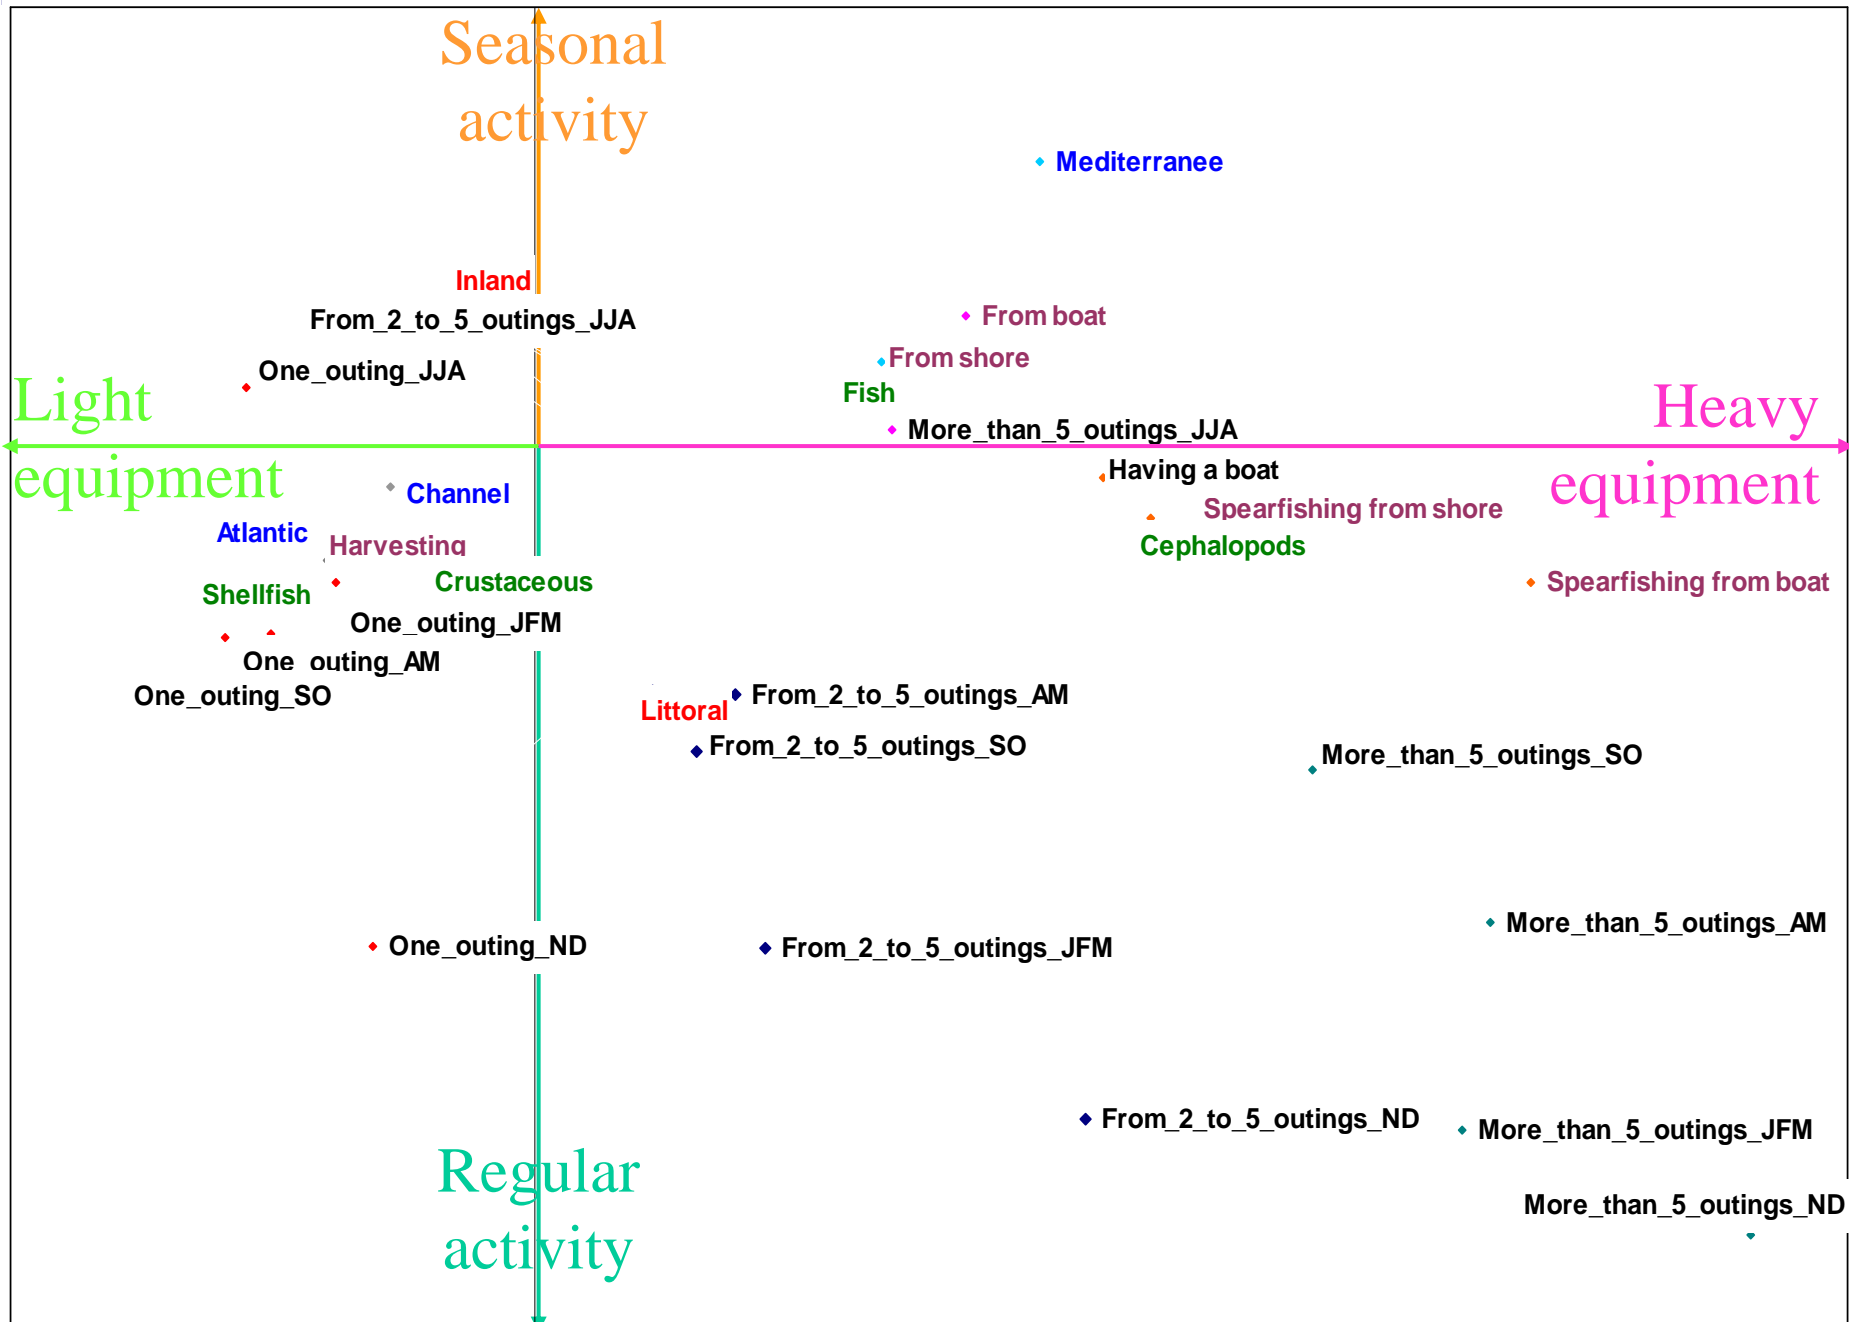 Seasonal
activity
Mediterranee
Inland
From_2_to_5_outings_JJA
From boat
From shore
One_outing_JJA
Fish
Light
equipment
Heavy
equipment
More_than_5_outings_JJA
Having a boat
Channel
Spearfishing from shore
Atlantic
Harvesting
Cephalopods
Crustaceous
Spearfishing from boat
Shellfish
One_outing_JFM
One_outing_AM
One_outing_SO
From_2_to_5_outings_AM
Littoral
From_2_to_5_outings_SO
More_than_5_outings_SO
More_than_5_outings_AM
One_outing_ND
From_2_to_5_outings_JFM
From_2_to_5_outings_ND
More_than_5_outings_JFM
Regular
activity
More_than_5_outings_ND